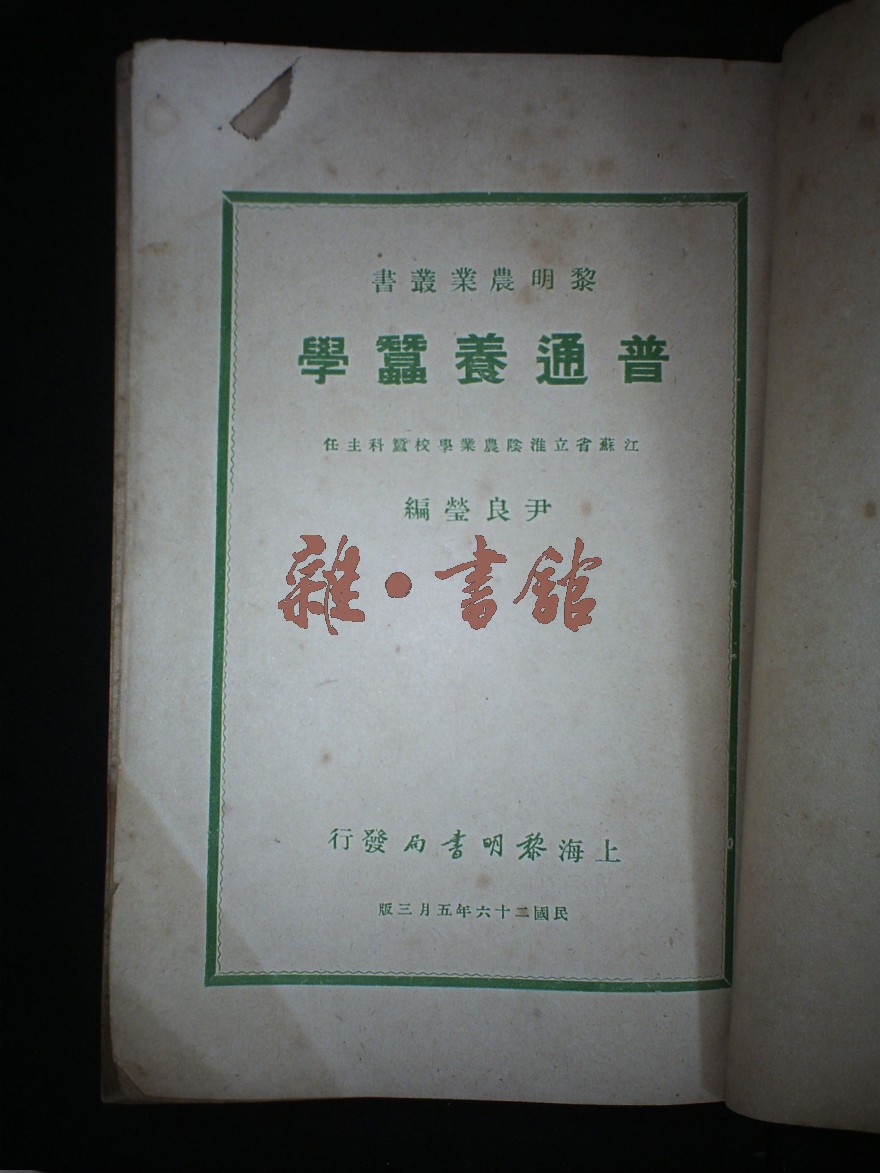 黎明農業叢書
普通養蠶學
江蘇省立淮陰農業學校蠶科主任
尹良瑩編
雜·書館
上海黎明書局發行
民國二十六年五月三版